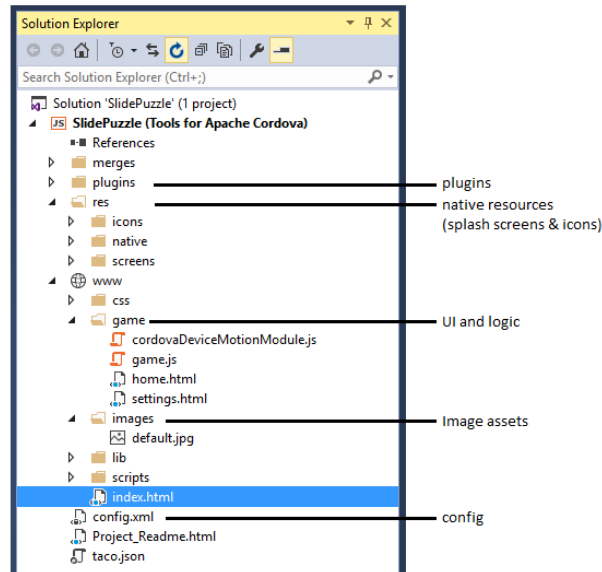 Solution Explorer
Search Solution Explorer (Ctrl+;)
Solution 'SlidePuzzle' (1 project)
JS SlidePuzzle (Tools for Apache Cordova)
References
merges
plugins plugins
res native resources
(splash screens & icons)
icons
native
screens
www
css
game UI and logic
cordovaDeviceMotionModule.js
game.js
home.html
settings.html
images Image assets
default.jpg
lib
scripts
index.html
config.xml config
Project_Readme.html
taco.json